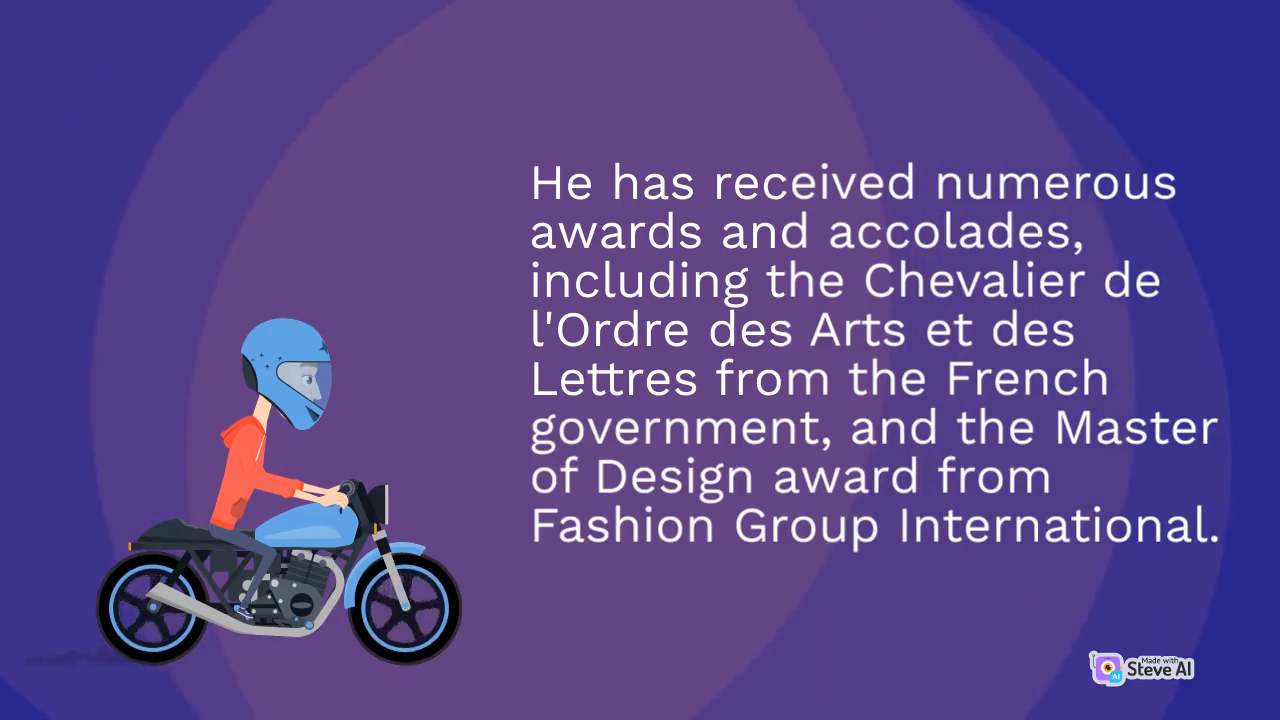 He has received numerous
awards and accolades,
including the Chevalier de
l'Ordre des Arts et des
Lettres from the French
government, and the Master
of Design award from
Fashion Group International.
Made with
Steve AI
AI